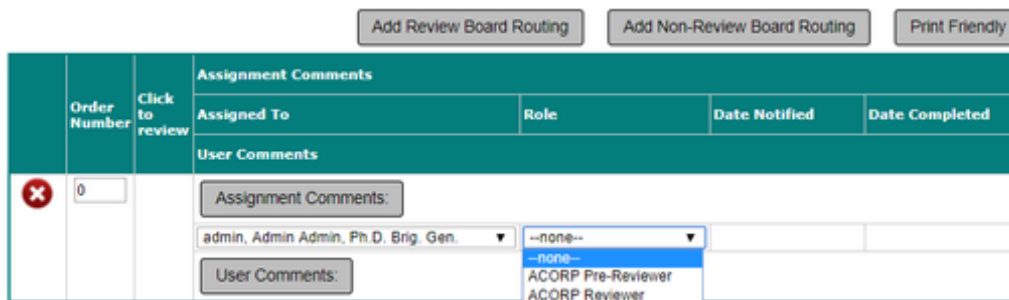 Add Review Board Routing Add Non-Review Board Routing Print Friendly
Assignment Comments
Order Number Click to review Assigned To Role Date Notified Date Completed
User Comments
0 Assignment Comments:
admin, Admin Admin, Ph.D. Brig. Gen. --none--
--none--
User Comments: ACORP Pre-Reviewer
ACORP Reviewer